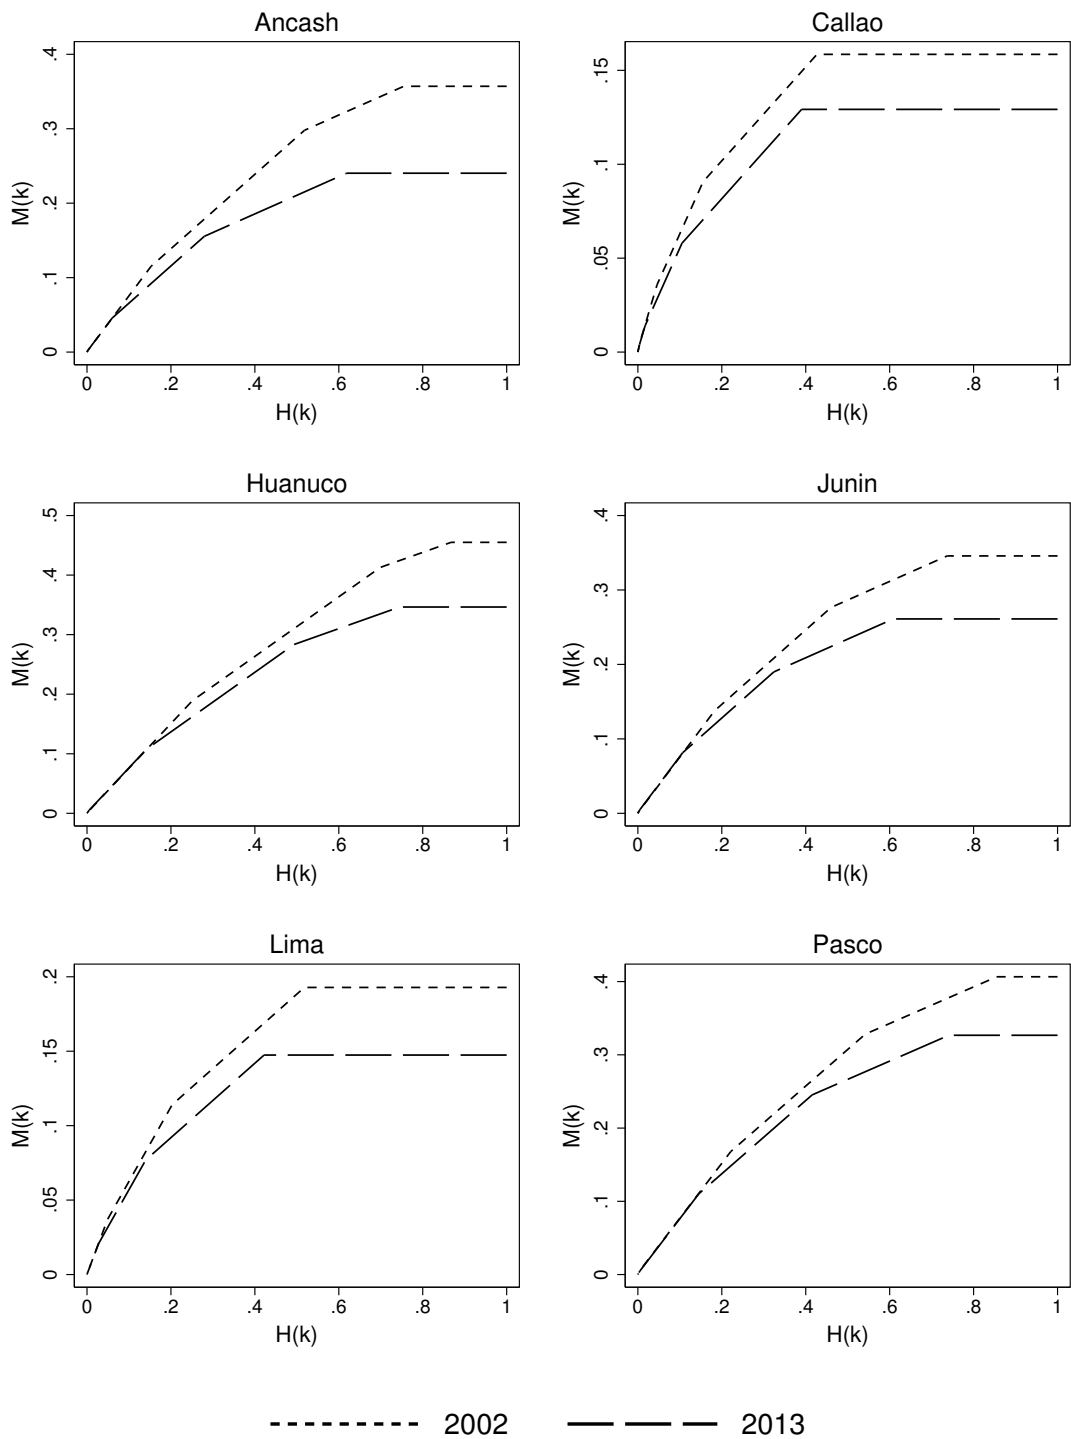 Ancash
M(k)
.4
.3
.2
.1
0
0 .2 .4 .6 .8 1
H(k)
Callao
M(k)
.15
.1
.05
0
0 .2 .4 .6 .8 1
H(k)
Huanuco
M(k)
.5
.4
.3
.2
.1
0
0 .2 .4 .6 .8 1
H(k)
Junin
M(k)
.4
.3
.2
.1
0
0 .2 .4 .6 .8 1
H(k)
Lima
M(k)
.2
.15
.1
.05
0
0 .2 .4 .6 .8 1
H(k)
Pasco
M(k)
.4
.3
.2
.1
0
0 .2 .4 .6 .8 1
H(k)
2002 2013